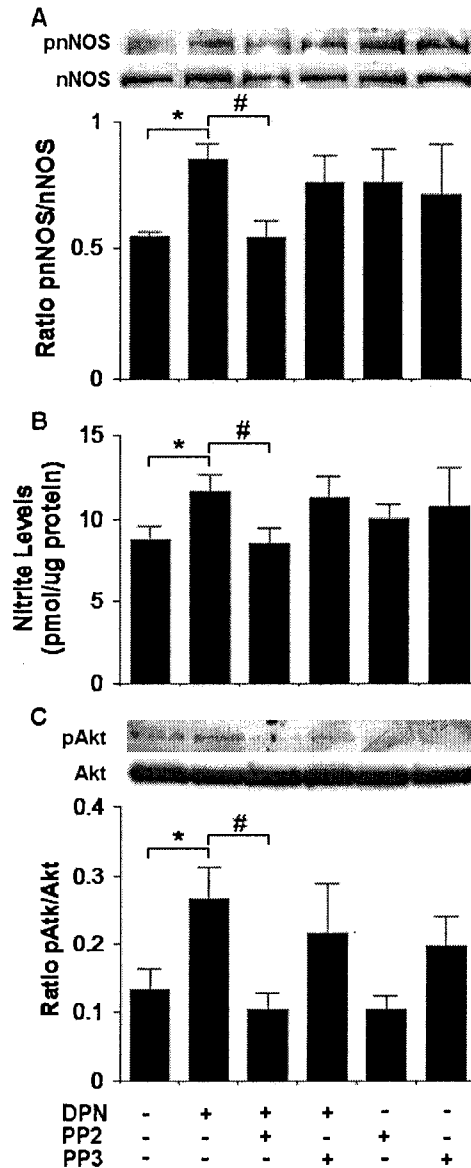 A
pnNOS
nNOS
* #
1
0.5
0
Ratio pnNOS/nNOS
B
* #
15
10
5
0
Nitrite Levels
(pmol/ug protein)
C
pAkt
Akt
* #
0.4
0.3
0.2
0.1
0
Ratio pAtk/Akt
DPN - + + + - -
PP2 - - + - + -
PP3 - - - + - +